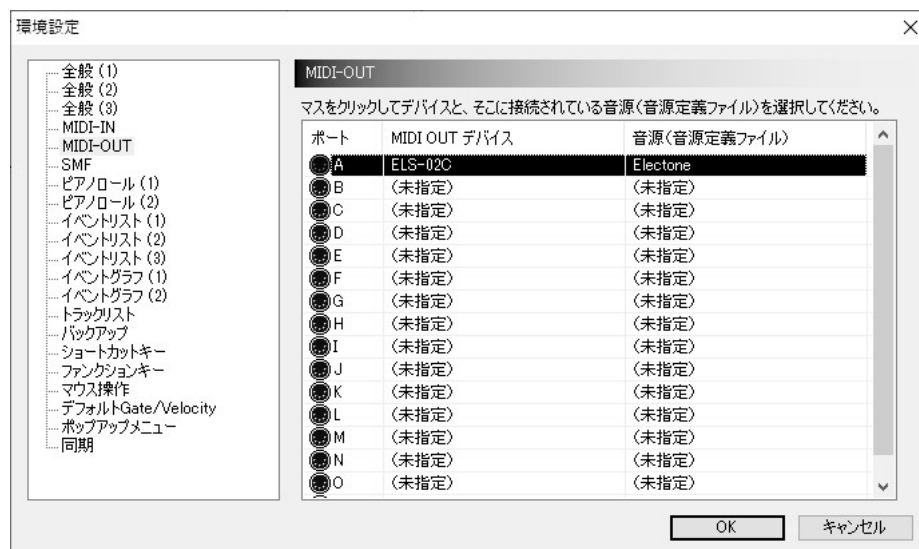 環境設定
全般 (1)
全般 (2)
全般 (3)
MIDI-IN
MIDI-OUT
SMF
ピアノロール (1)
ピアノロール (2)
イベントリスト (1)
イベントリスト (2)
イベントリスト (3)
イベントグラフ (1)
イベントグラフ (2)
トラックリスト
バックアップ
ショートカットキー
ファンクションキー
マウス操作
デフォルトGate/Velocity
ポップアップメニュー
同期
MIDI-OUT
マスをクリックしてデバイスと、そこに接続されている音源(音源定義ファイル)を選択してください。
ポート MIDI OUT デバイス 音源(音源定義ファイル)
A ELS-02C Electone
B (未指定) (未指定)
C (未指定) (未指定)
D (未指定) (未指定)
E (未指定) (未指定)
F (未指定) (未指定)
G (未指定) (未指定)
H (未指定) (未指定)
I (未指定) (未指定)
J (未指定) (未指定)
K (未指定) (未指定)
L (未指定) (未指定)
M (未指定) (未指定)
N (未指定) (未指定)
O (未指定) (未指定)
OK キャンセル